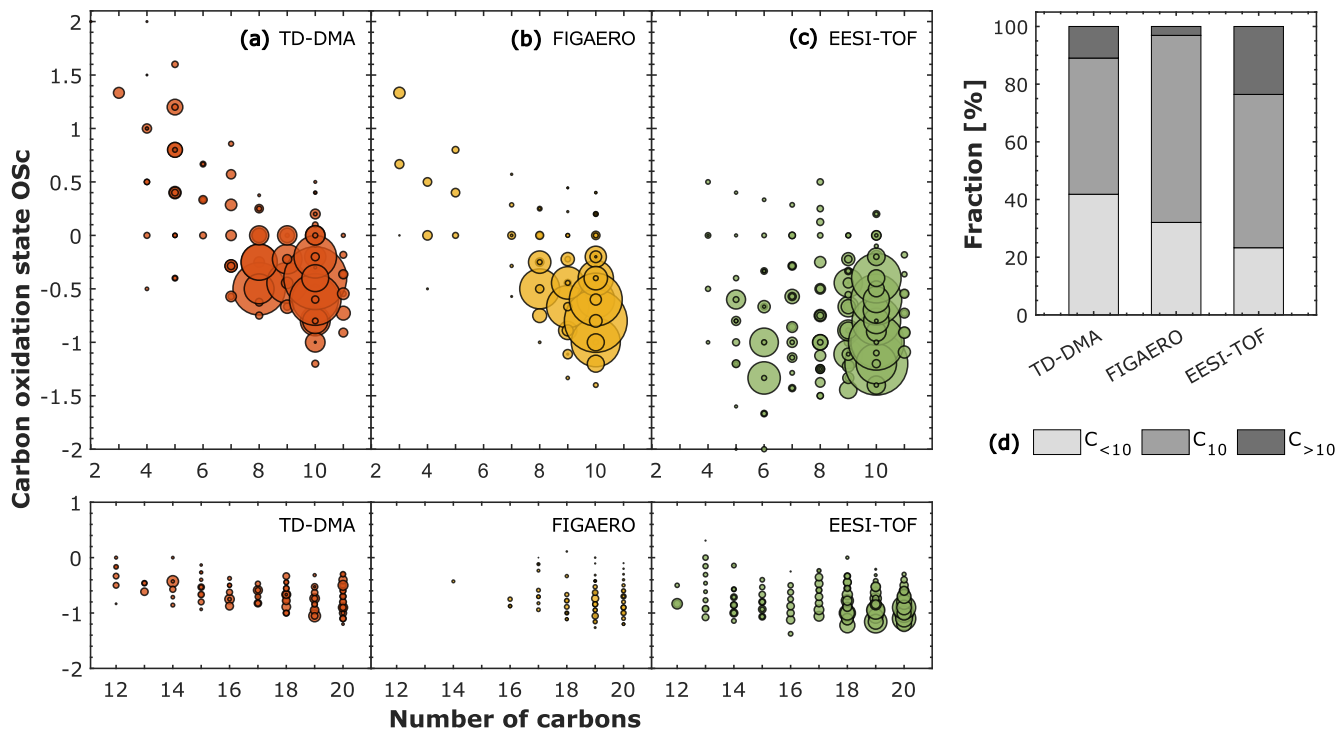 Carbon oxidation state OSc
2
1.5
1
0.5
0
-0.5
-1
-1.5
-2
(a) TD-DMA
(b) FIGAERO
(c) EESI-TOF
2 4 6 8 10
2 4 6 8 10
2 4 6 8 10
1
0
-1
-2
TD-DMA
FIGAERO
EESI-TOF
12 14 16 18 20
12 14 16 18 20
12 14 16 18 20
Number of carbons
Fraction [%]
100
80
60
40
20
0
TD-DMA
FIGAERO
EESI-TOF
(d) C<10 C10 C>10